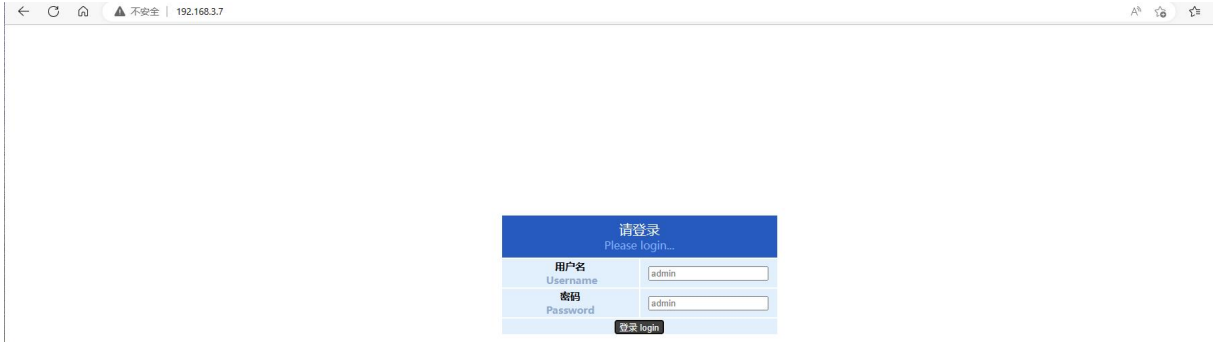 不安全 | 192.168.3.7
请登录
Please login...
用户名
Username
admin
密码
Password
admin
登录 login